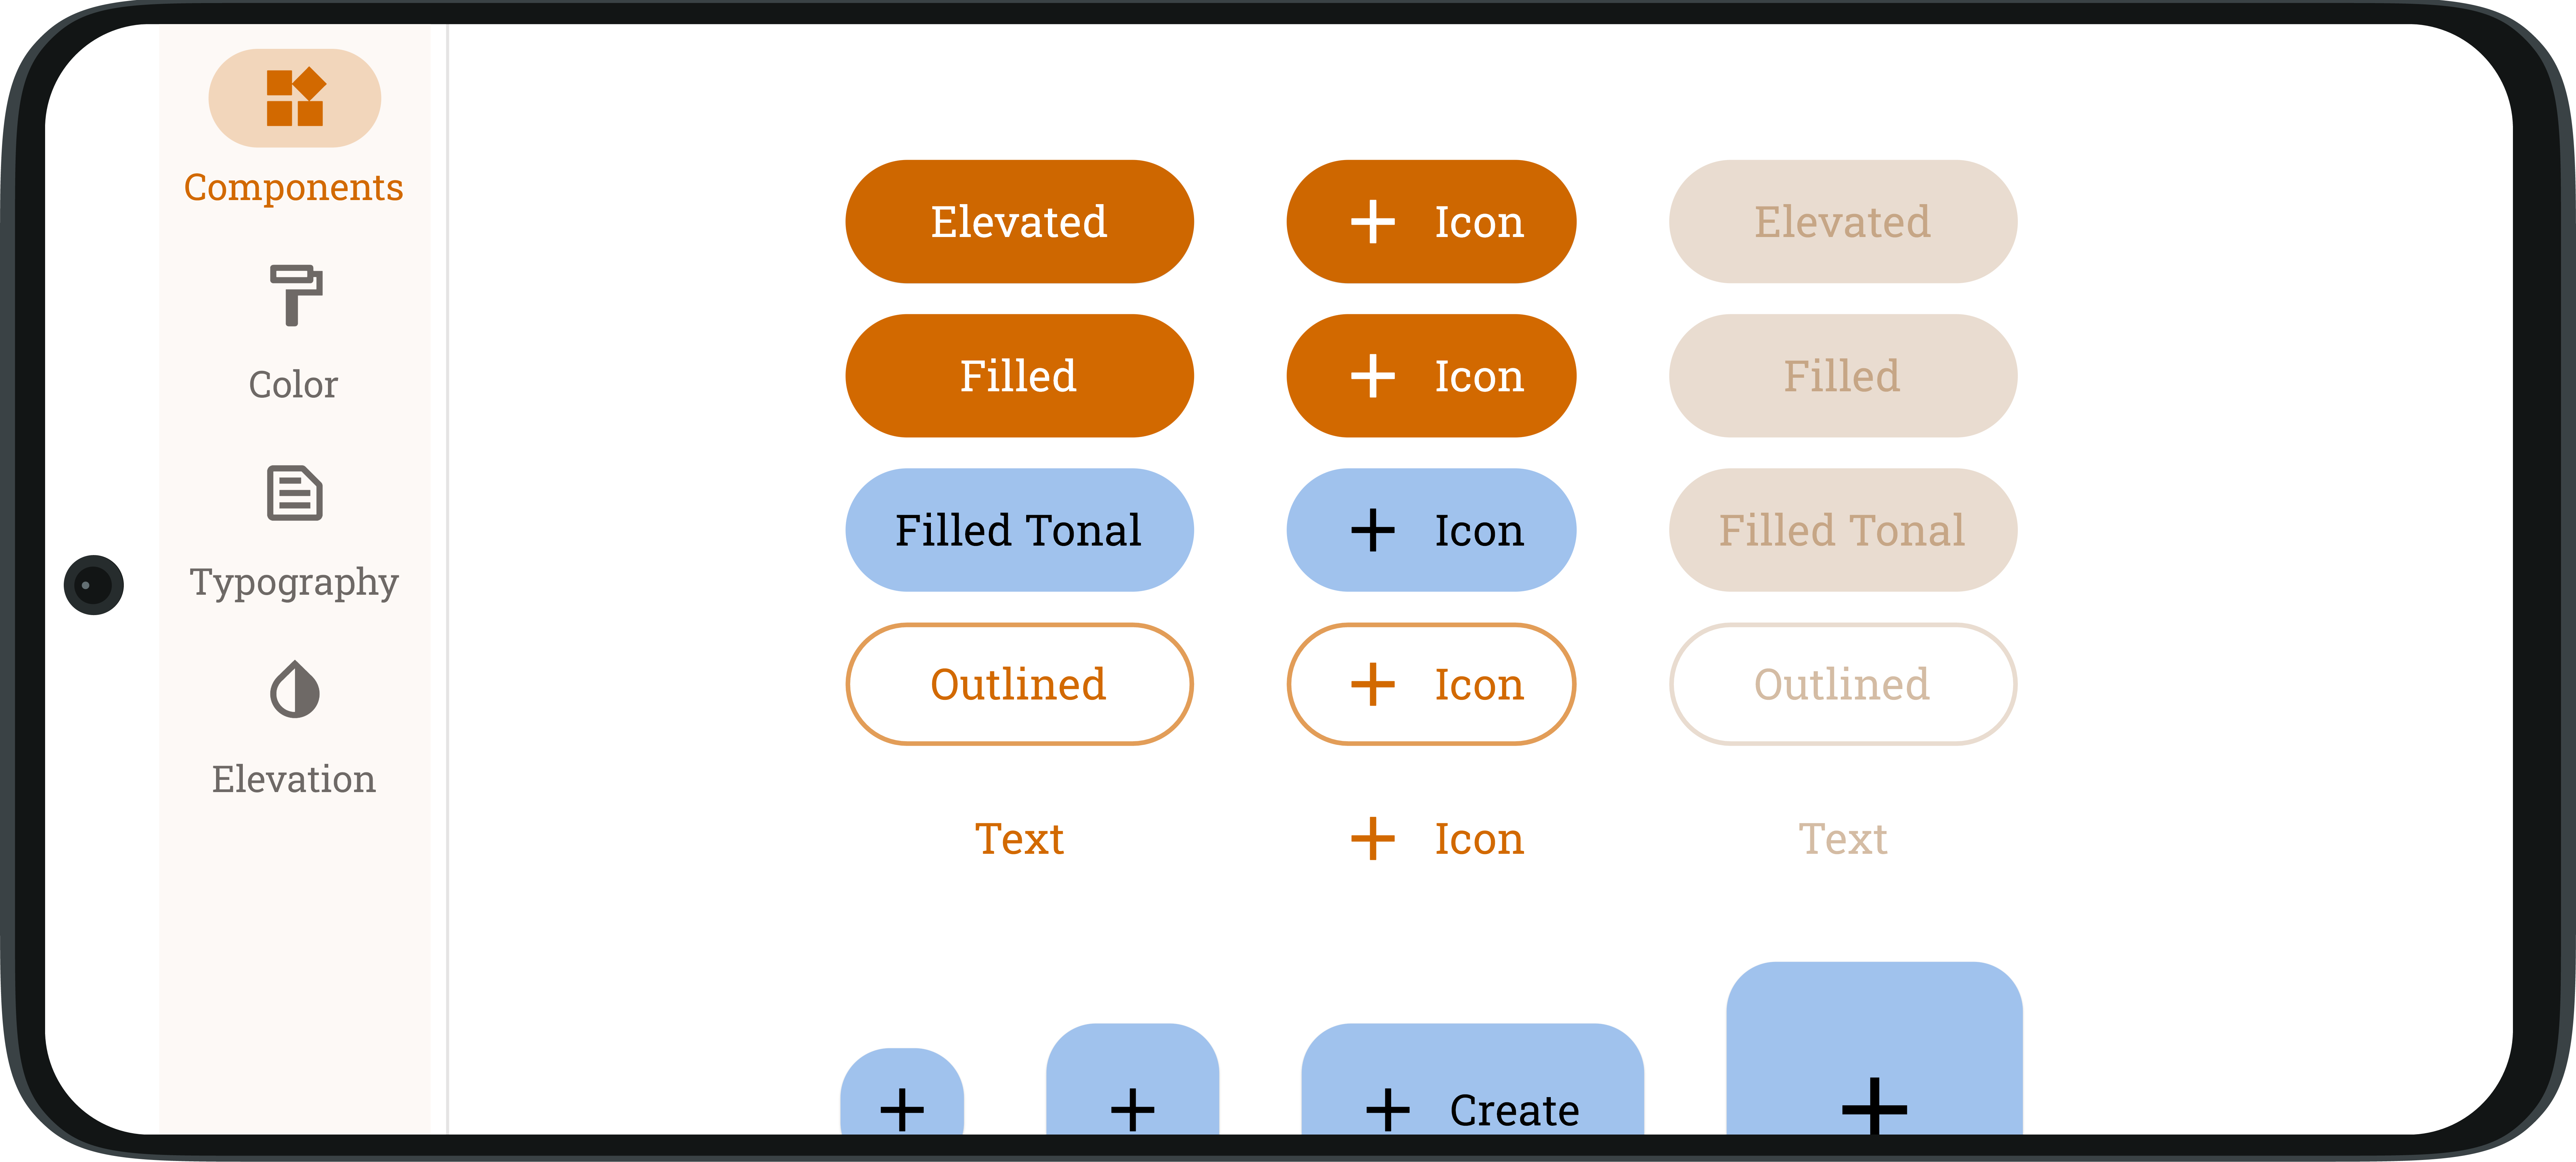 Components
Color
Typography
Elevation
Elevated
Icon
Elevated
Filled
Icon
Filled
Filled Tonal
Icon
Filled Tonal
Outlined
Icon
Outlined
Text
Icon
Text
Create